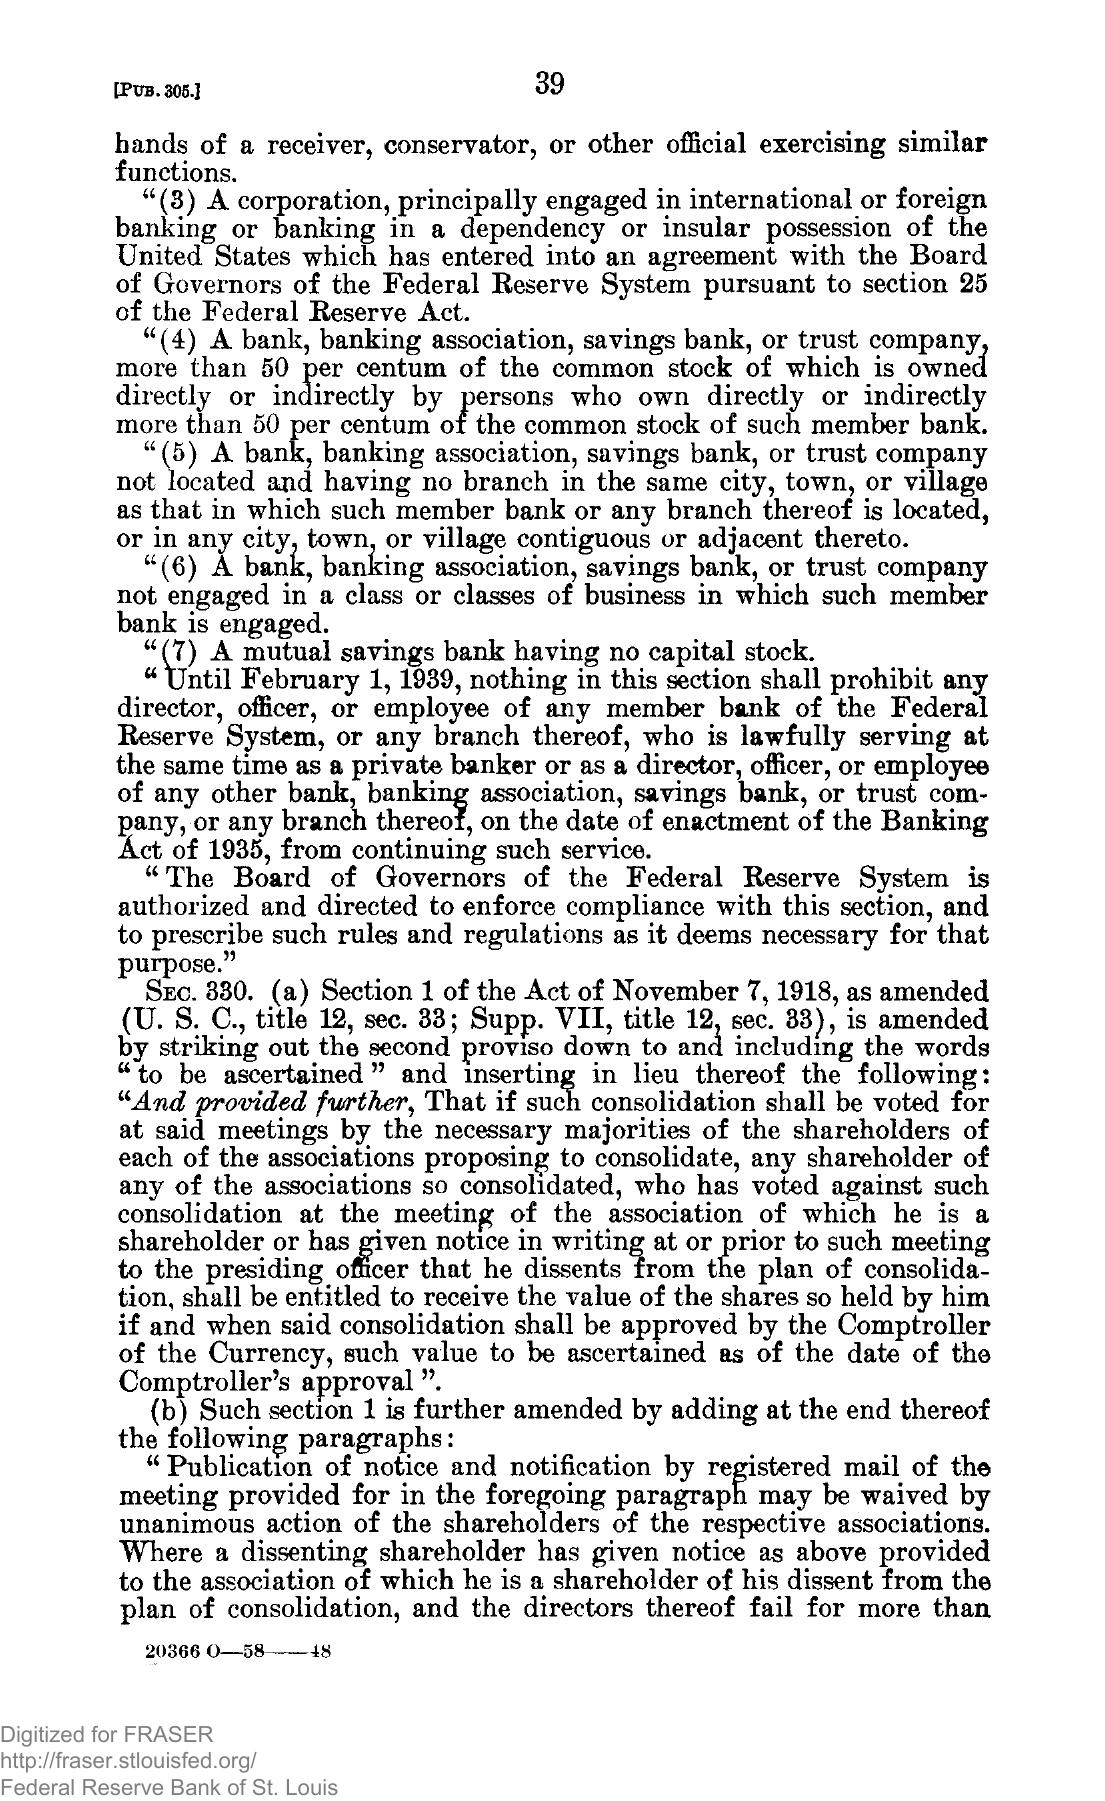 [PUB. 305.]
39
hands of a receiver, conservator, or other official exercising similar
functions.
“(3) A corporation, principally engaged in international or foreign
banking or banking in a dependency or insular possession of the
United States which has entered into an agreement with the Board
of Governors of the Federal Reserve System pursuant to section 25
of the Federal Reserve Act.
“(4) A bank, banking association, savings bank, or trust company,
more than 50 per centum of the common stock of which is owned
directly or indirectly by persons who own directly or indirectly
more than 50 per centum of the common stock of such member bank.
“(5) A bank, banking association, savings bank, or trust company
not located and having no branch in the same city, town, or village
as that in which such member bank or any branch thereof is located,
or in any city, town, or village contiguous or adjacent thereto.
“(6) A bank, banking association, savings bank, or trust company
not engaged in a class or classes of business in which such member
bank is engaged.
“(7) A mutual savings bank having no capital stock.
“Until February 1, 1939, nothing in this section shall prohibit any
director, officer, or employee of any member bank of the Federal
Reserve System, or any branch thereof, who is lawfully serving at
the same time as a private banker or as a director, officer, or employee
of any other bank, banking association, savings bank, or trust com-
pany, or any branch thereof, on the date of enactment of the Banking
Act of 1935, from continuing such service.
“The Board of Governors of the Federal Reserve System is
authorized and directed to enforce compliance with this section, and
to prescribe such rules and regulations as it deems necessary for that
purpose.”
SEC. 330. (a) Section 1 of the Act of November 7, 1918, as amended
(U. S. C., title 12, sec. 33; Supp. VII, title 12, sec. 33), is amended
by striking out the second proviso down to and including the words
“to be ascertained” and inserting in lieu thereof the following:
“And provided further, That if such consolidation shall be voted for
at said meetings by the necessary majorities of the shareholders of
each of the associations proposing to consolidate, any shareholder of
any of the associations so consolidated, who has voted against such
consolidation at the meeting of the association of which he is a
shareholder or has given notice in writing at or prior to such meeting
to the presiding officer that he dissents from the plan of consolida-
tion, shall be entitled to receive the value of the shares so held by him
if and when said consolidation shall be approved by the Comptroller
of the Currency, such value to be ascertained as of the date of the
Comptroller’s approval”.
(b) Such section 1 is further amended by adding at the end thereof
the following paragraphs:
“Publication of notice and notification by registered mail of the
meeting provided for in the foregoing paragraph may be waived by
unanimous action of the shareholders of the respective associations.
Where a dissenting shareholder has given notice as above provided
to the association of which he is a shareholder of his dissent from the
plan of consolidation, and the directors thereof fail for more than
20366 O—58——48
Digitized for FRASER
http://fraser.stlouisfed.org/
Federal Reserve Bank of St. Louis